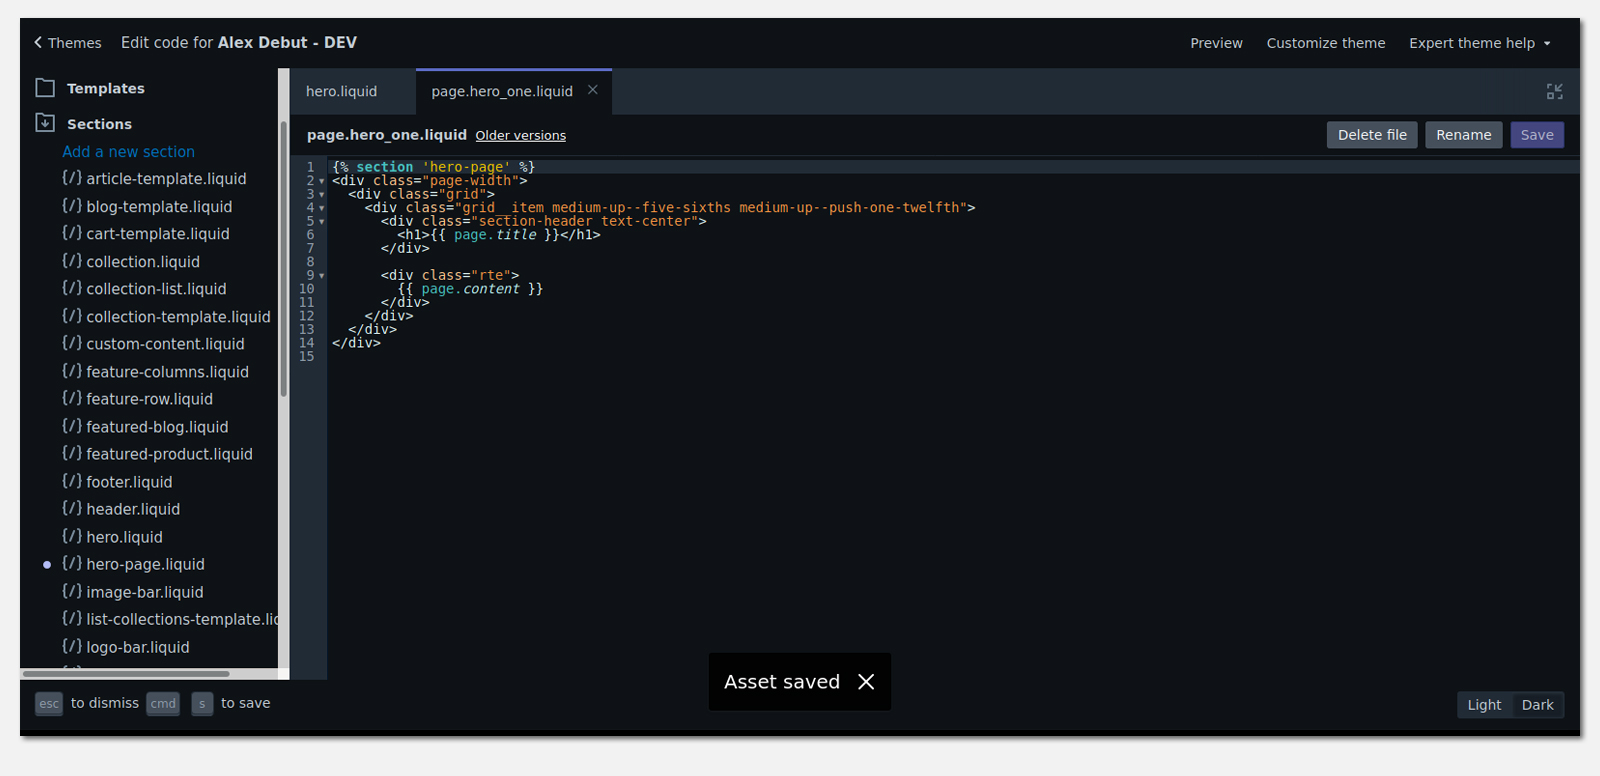 Themes Edit code for Alex Debut - DEV Preview Customize theme Expert theme help
Templates
Sections
Add a new section
{/} article-template.liquid
{/} blog-template.liquid
{/} cart-template.liquid
{/} collection.liquid
{/} collection-list.liquid
{/} collection-template.liquid
{/} custom-content.liquid
{/} feature-columns.liquid
{/} feature-row.liquid
{/} featured-blog.liquid
{/} featured-product.liquid
{/} footer.liquid
{/} header.liquid
{/} hero.liquid
{/} hero-page.liquid
{/} image-bar.liquid
{/} list-collections-template.liq
{/} logo-bar.liquid
hero.liquid page.hero_one.liquid
page.hero_one.liquid Older versions Delete file Rename Save
1 {% section 'hero-page' %}
2 <div class="page-width">
3 <div class="grid">
4 <div class="grid__item medium-up--five-sixths medium-up--push-one-twelfth">
5 <div class="section-header text-center">
6 <h1>{{ page.title }}</h1>
7 </div>
8
9 <div class="rte">
10 {{ page.content }}
11 </div>
12 </div>
13 </div>
14 </div>
15
Asset saved
esc to dismiss cmd s to save Light Dark